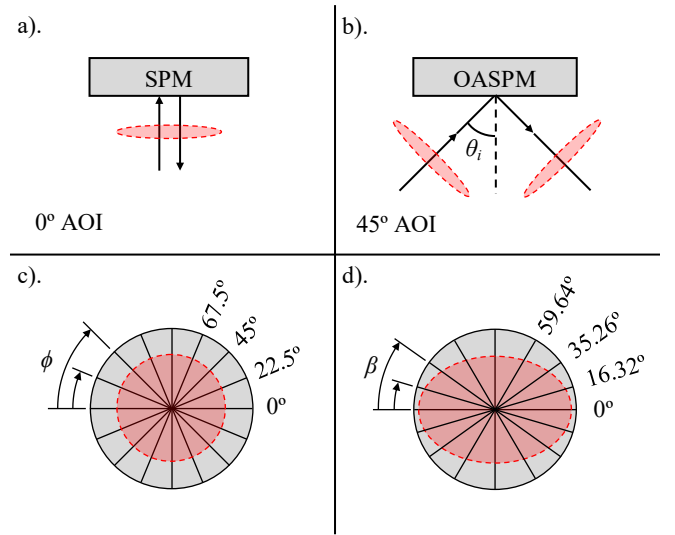 a).
SPM
0º AOI
b).
OASPM
θi
45º AOI
c).
ϕ
67.5º
45º
22.5º
0º
d).
β
59.64º
35.26º
16.32º
0º